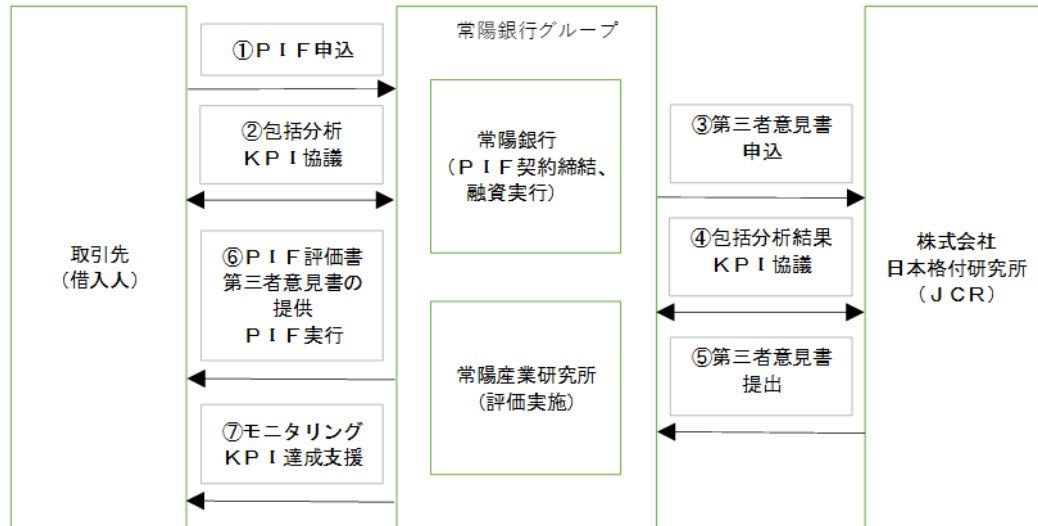 常陽銀行グループ
①ＰＩＦ申込
②包括分析
ＫＰＩ協議
常陽銀行
（ＰＩＦ契約締結、
融資実行）
③第三者意見書
申込
取引先
（借入人）
⑥ＰＩＦ評価書
第三者意見書の
提供
ＰＩＦ実行
④包括分析結果
ＫＰＩ協議
株式会社
日本格付研究所
（ＪＣＲ）
常陽産業研究所
（評価実施）
⑤第三者意見書
提出
⑦モニタリング
ＫＰＩ達成支援